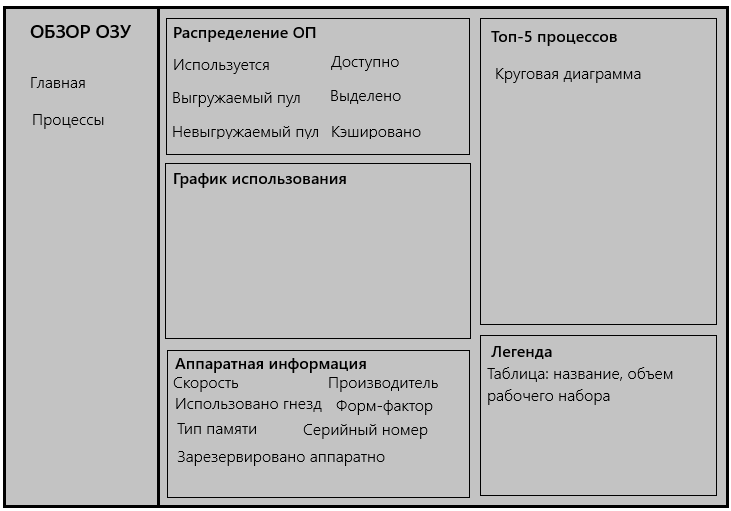 ОБЗОР ОЗУ
Главная
Процессы
Распределение ОП
Используется Доступно
Выгружаемый пул Выделено
Невыгружаемый пул Кэшировано
График использования
Аппаратная информация
Скорость Производитель
Использовано гнезд Форм-фактор
Тип памяти Серийный номер
Зарезервировано аппаратно
Топ-5 процессов
Круговая диаграмма
Легенда
Таблица: название, объем
рабочего набора